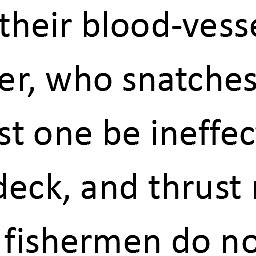 their blood-vesse
er, who snatches
st one be ineffec
deck, and thrust
fishermen do no